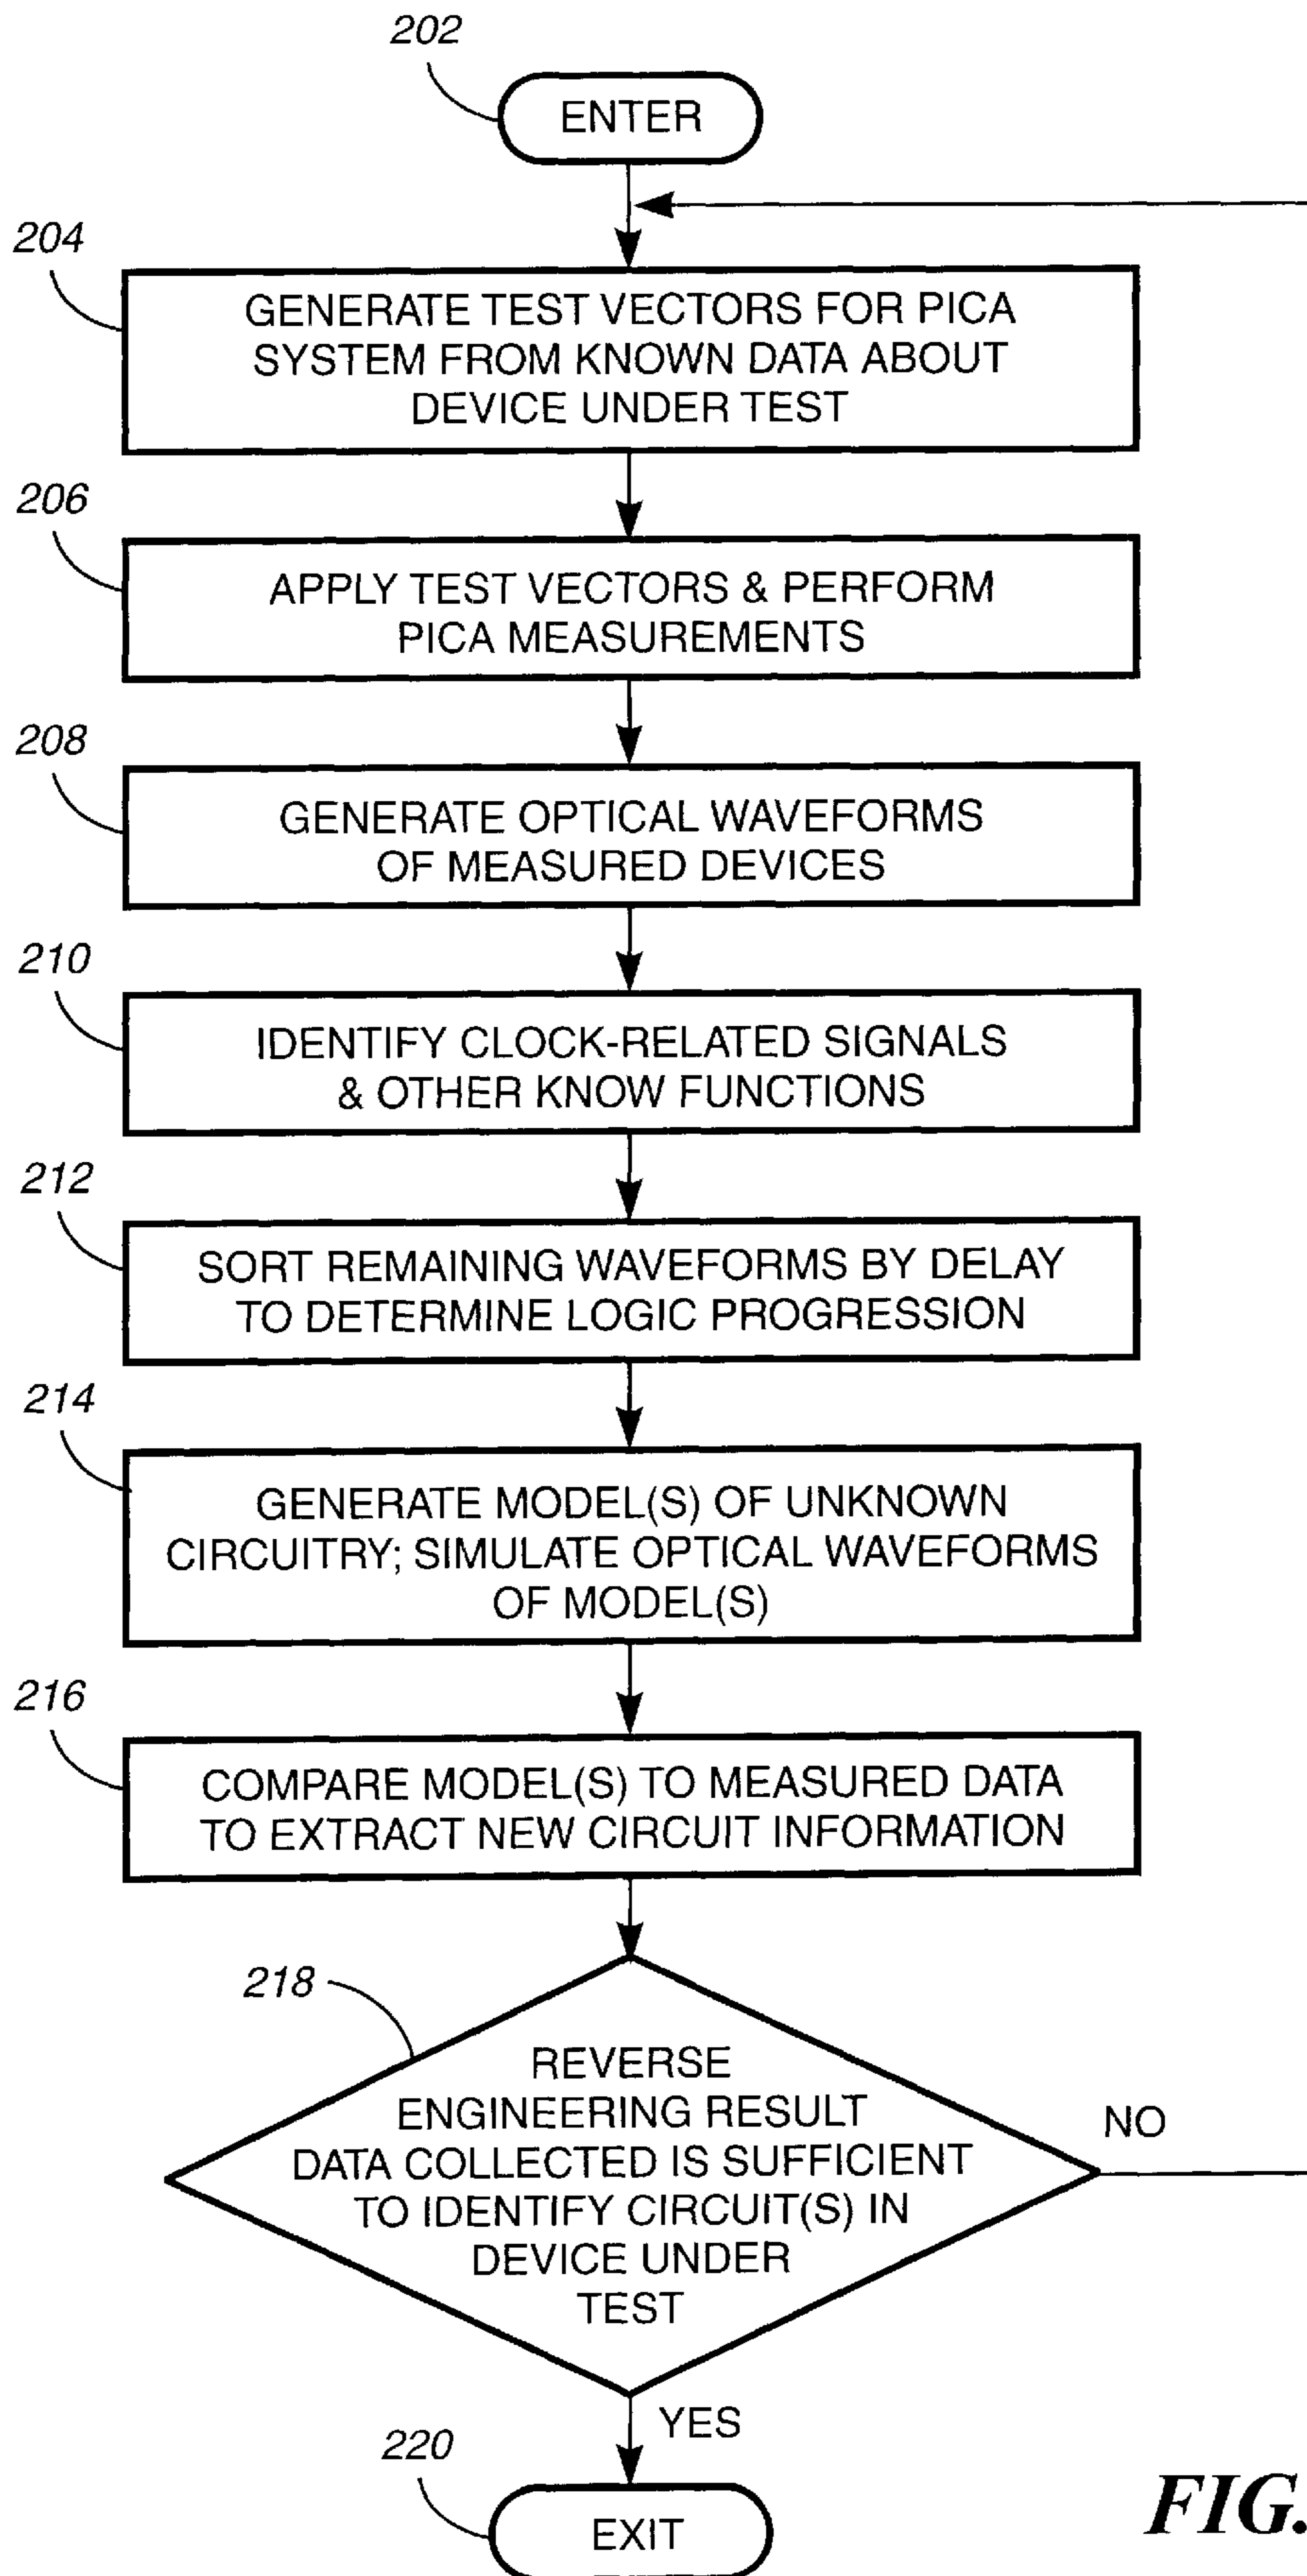 202
ENTER
204
GENERATE TEST VECTORS FOR PICA
SYSTEM FROM KNOWN DATA ABOUT
DEVICE UNDER TEST
206
APPLY TEST VECTORS & PERFORM
PICA MEASUREMENTS
208
GENERATE OPTICAL WAVEFORMS
OF MEASURED DEVICES
210
IDENTIFY CLOCK-RELATED SIGNALS
& OTHER KNOW FUNCTIONS
212
SORT REMAINING WAVEFORMS BY DELAY
TO DETERMINE LOGIC PROGRESSION
214
GENERATE MODEL(S) OF UNKNOWN
CIRCUITRY; SIMULATE OPTICAL WAVEFORMS
OF MODEL(S)
216
COMPARE MODEL(S) TO MEASURED DATA
TO EXTRACT NEW CIRCUIT INFORMATION
218
REVERSE
ENGINEERING RESULT
DATA COLLECTED IS SUFFICIENT
TO IDENTIFY CIRCUIT(S) IN
DEVICE UNDER
TEST
NO
YES
220
EXIT
FIG.